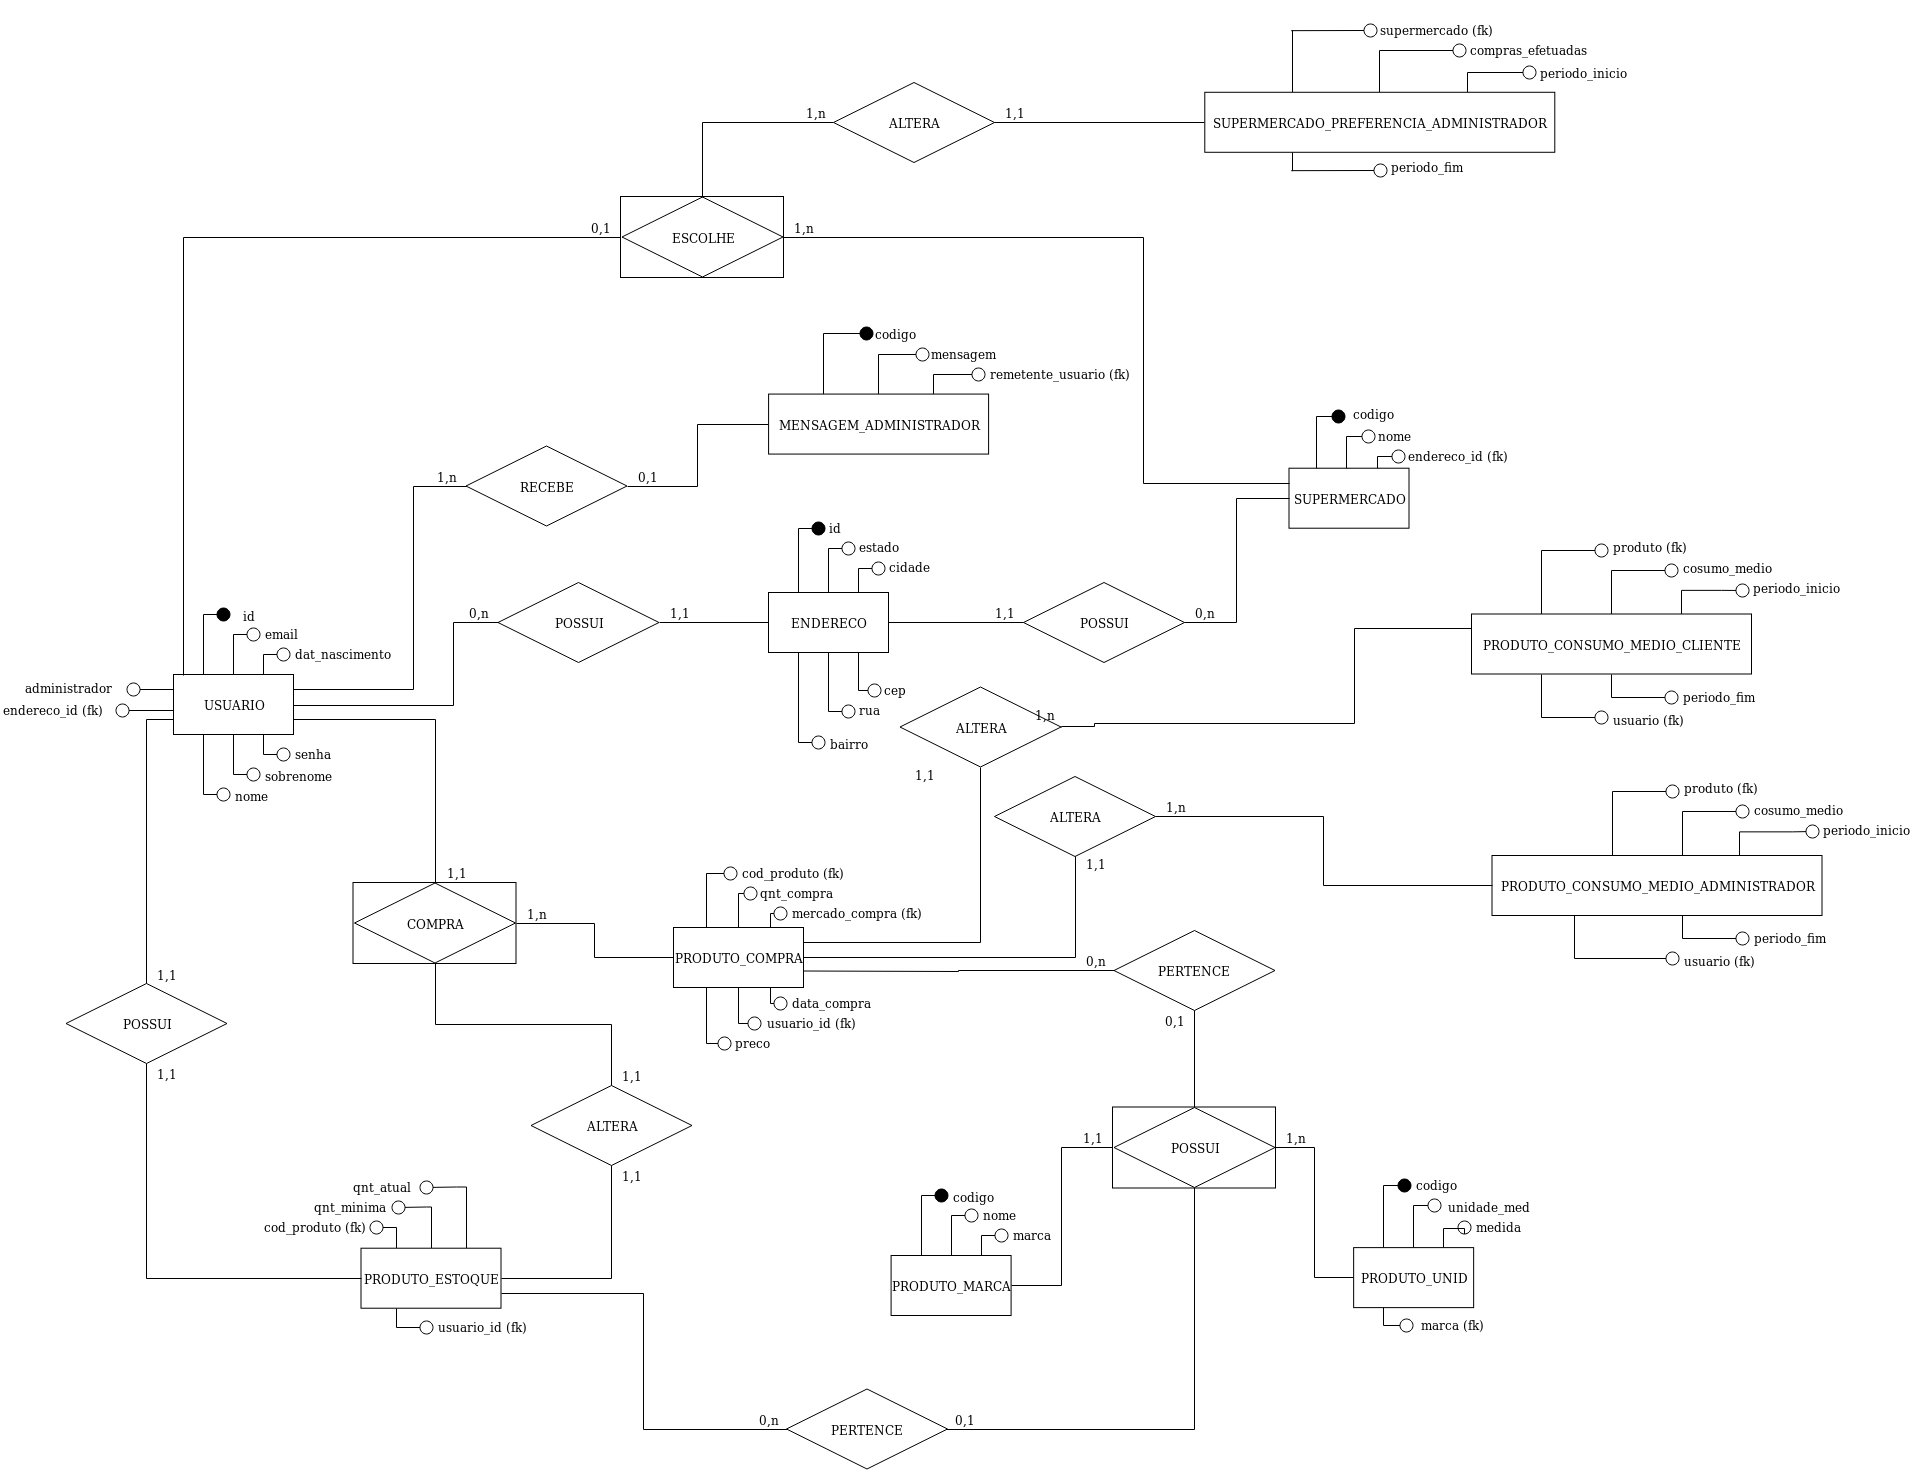 supermercado (fk)
compras_efetuadas
periodo_inicio
1,n
ALTERA
1,1
SUPERMERCADO_PREFERENCIA_ADMINISTRADOR
periodo_fim
0,1
ESCOLHE
1,n
codigo
mensagem
remetente_usuario (fk)
MENSAGEM_ADMINISTRADOR
codigo
nome
endereco_id (fk)
SUPERMERCADO
1,n
RECEBE
0,1
id
estado
cidade
0,n
POSSUI
1,1
ENDERECO
1,1
POSSUI
0,n
cep
rua
bairro
produto (fk)
cosumo_medio
periodo_inicio
PRODUTO_CONSUMO_MEDIO_CLIENTE
periodo_fim
usuario (fk)
id
email
dat_nascimento
administrador
endereco_id (fk)
USUARIO
senha
sobrenome
nome
ALTERA
1,n
1,1
ALTERA
1,n
1,1
produto (fk)
cosumo_medio
periodo_inicio
PRODUTO_CONSUMO_MEDIO_ADMINISTRADOR
periodo_fim
usuario (fk)
1,1
COMPRA
1,n
cod_produto (fk)
qnt_compra
mercado_compra (fk)
PRODUTO_COMPRA
data_compra
usuario_id (fk)
preco
0,n
PERTENCE
0,1
1,1
POSSUI
1,1
1,1
ALTERA
1,1
1,1
POSSUI
1,n
qnt_atual
qnt_minima
cod_produto (fk)
PRODUTO_ESTOQUE
usuario_id (fk)
codigo
nome
marca
PRODUTO_MARCA
codigo
unidade_med
medida
PRODUTO_UNID
marca (fk)
0,n
PERTENCE
0,1